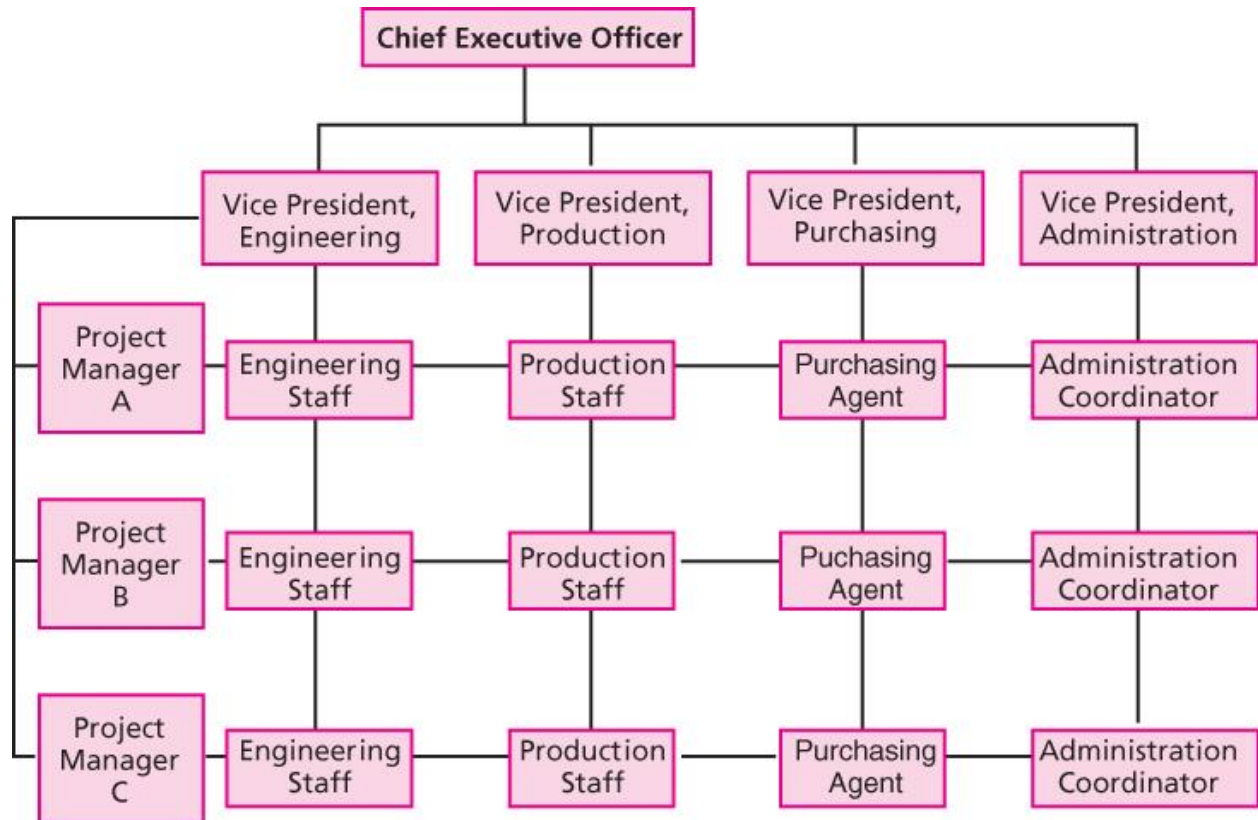 Chief Executive Officer
Vice President,
Engineering
Vice President,
Production
Vice President,
Purchasing
Vice President,
Administration
Project
Manager
A
Engineering
Staff
Production
Staff
Purchasing
Agent
Administration
Coordinator
Project
Manager
B
Engineering
Staff
Production
Staff
Puchasing
Agent
Administration
Coordinator
Project
Manager
C
Engineering
Staff
Production
Staff
Purchasing
Agent
Administration
Coordinator